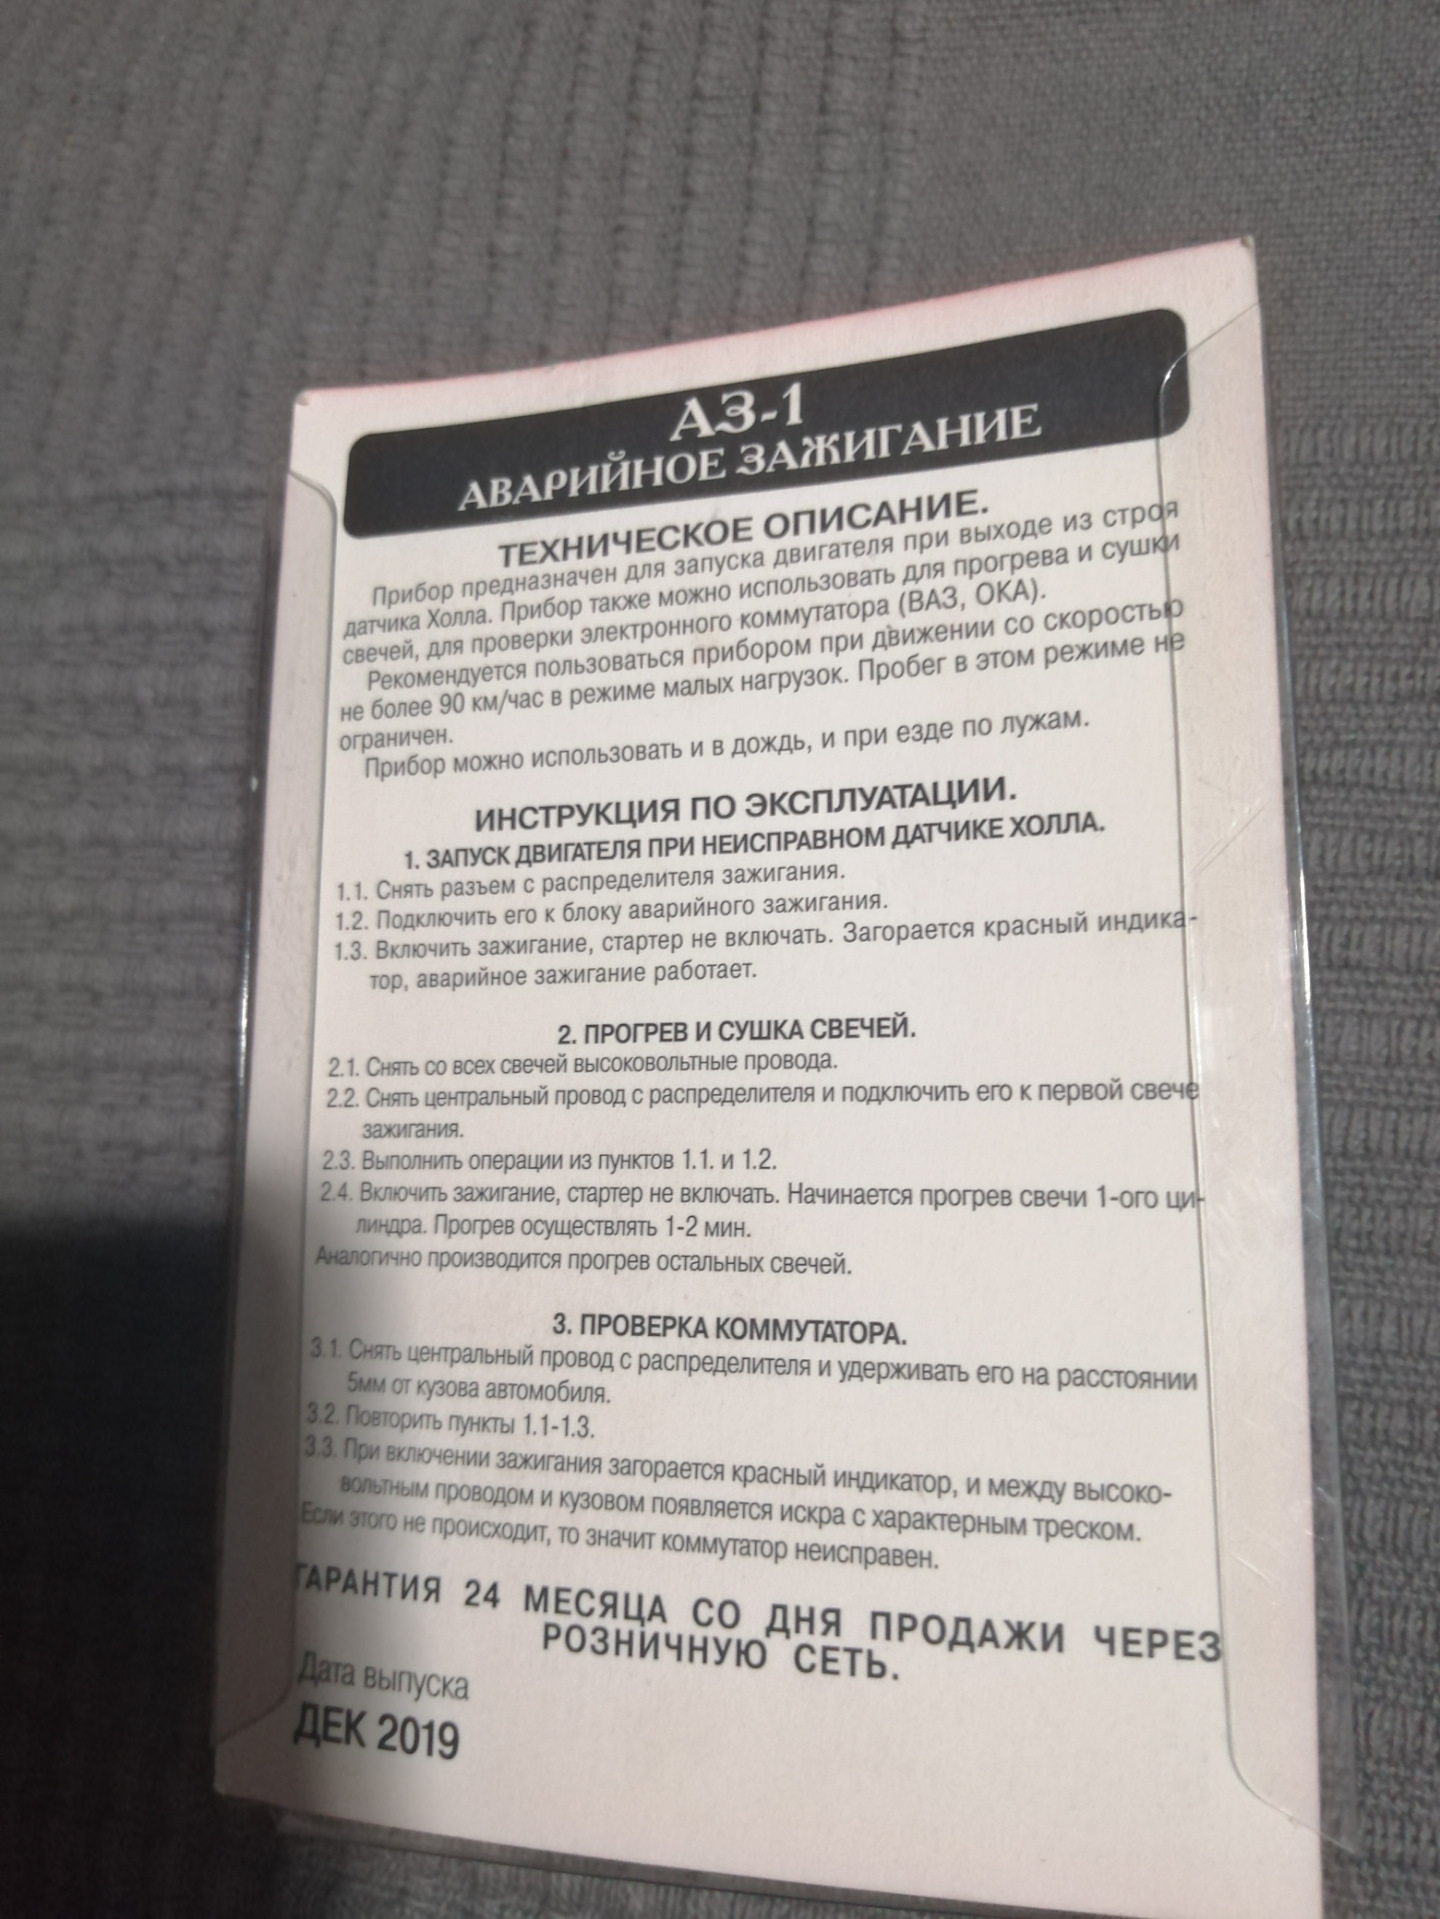 АЗ-1
АВАРИЙНОЕ ЗАЖИГАНИЕ
ТЕХНИЧЕСКОЕ ОПИСАНИЕ.
Прибор предназначен для запуска двигателя при выходе из строя
датчика Холла. Прибор также можно использовать для прогрева и сушки
свечей, для проверки электронного коммутатора (ВАЗ, ОКА).
Рекомендуется пользоваться прибором при движении со скоростью
не более 90 км/час в режиме малых нагрузок. Пробег в этом режиме не
ограничен.
Прибор можно использовать и в дождь, и при езде по лужам.
ИНСТРУКЦИЯ ПО ЭКСПЛУАТАЦИИ.
1. ЗАПУСК ДВИГАТЕЛЯ ПРИ НЕИСПРАВНОМ ДАТЧИКЕ ХОЛЛА.
1.1. Снять разъем с распределителя зажигания.
1.2. Подключить его к блоку аварийного зажигания.
1.3. Включить зажигание, стартер не включать. Загорается красный индика-
тор, аварийное зажигание работает.
2. ПРОГРЕВ И СУШКА СВЕЧЕЙ.
2.1. Снять со всех свечей высоковольтные провода.
2.2. Снять центральный провод с распределителя и подключить его к первой свече
зажигания.
2.3. Выполнить операции из пунктов 1.1. и 1.2.
2.4. Включить зажигание, стартер не включать. Начинается прогрев свечи 1-ого ци-
линдра. Прогрев осуществлять 1-2 мин.
Аналогично производится прогрев остальных свечей.
3. ПРОВЕРКА КОММУТАТОРА.
3.1. Снять центральный провод с распределителя и удерживать его на расстоянии
5мм от кузова автомобиля.
3.2. Повторить пункты 1.1-1.3.
3.3. При включении зажигания загорается красный индикатор, и между высоко-
вольтным проводом и кузовом появляется искра с характерным треском.
Если этого не происходит, то значит коммутатор неисправен.
ГАРАНТИЯ 24 МЕСЯЦА СО ДНЯ ПРОДАЖИ ЧЕРЕЗ
РОЗНИЧНУЮ СЕТЬ.
Дата выпуска
ДЕК 2019